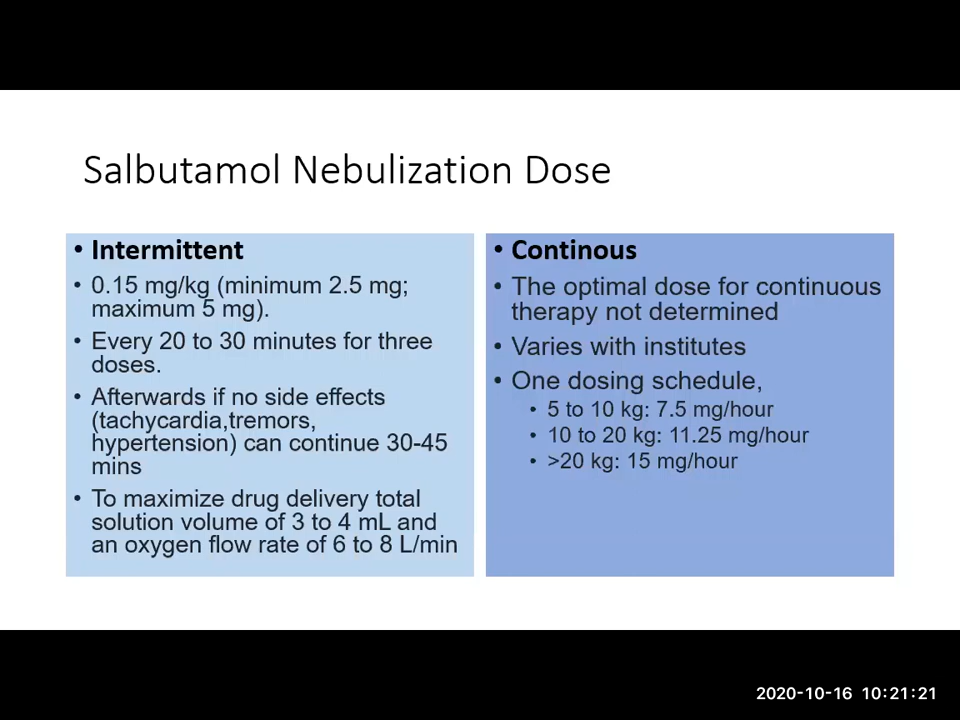 Salbutamol Nebulization Dose
• Intermittent
• 0.15 mg/kg (minimum 2.5 mg;
maximum 5 mg).
• Every 20 to 30 minutes for three
doses.
• Afterwards if no side effects
(tachycardia,tremors,
hypertension) can continue 30-45
mins
• To maximize drug delivery total
solution volume of 3 to 4 mL and
an oxygen flow rate of 6 to 8 L/min
• Continous
• The optimal dose for continuous
therapy not determined
• Varies with institutes
• One dosing schedule,
• 5 to 10 kg: 7.5 mg/hour
• 10 to 20 kg: 11.25 mg/hour
• >20 kg: 15 mg/hour
2020-10-16 10:21:21